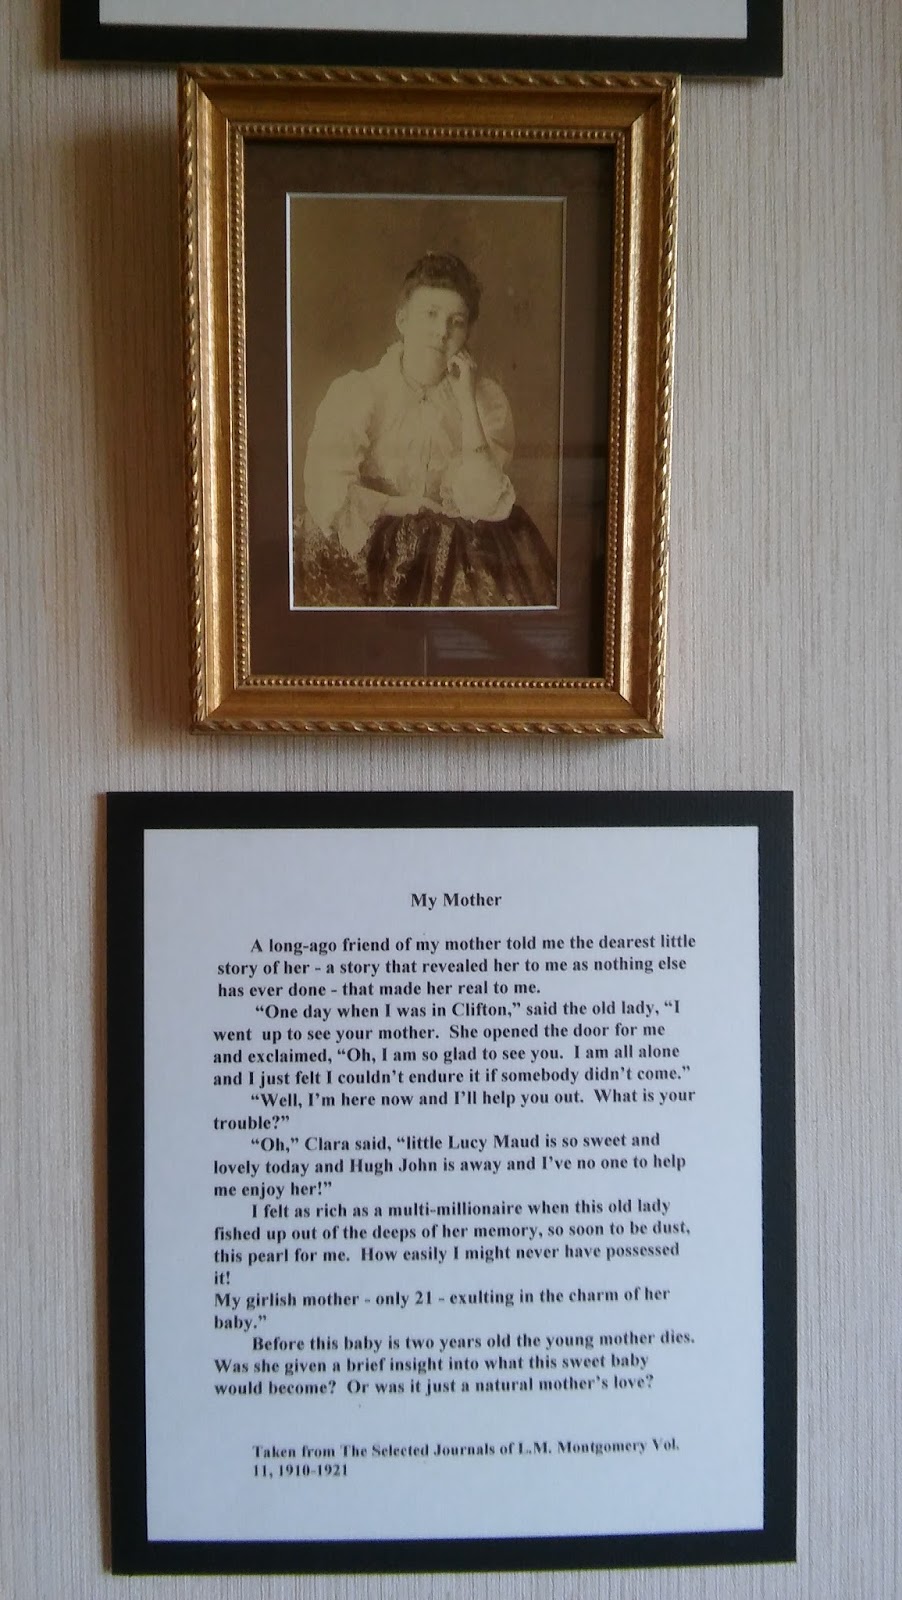 My Mother
A long-ago friend of my mother told me the dearest little
story of her - a story that revealed her to me as nothing else
has ever done - that made her real to me.
“One day when I was in Clifton,” said the old lady, “I
went up to see your mother. She opened the door for me
and exclaimed, “Oh, I am so glad to see you. I am all alone
and I just felt I couldn’t endure it if somebody didn’t come.”
“Well, I’m here now and I’ll help you out. What is your
trouble?”
“Oh,” Clara said, “little Lucy Maud is so sweet and
lovely today and Hugh John is away and I’ve no one to help
me enjoy her!”
I felt as rich as a multi-millionaire when this old lady
fished up out of the deeps of her memory, so soon to be dust,
this pearl for me. How easily I might never have possessed
it!
My girlish mother - only 21 - exulting in the charm of her
baby.”
Before this baby is two years old the young mother dies.
Was she given a brief insight into what this sweet baby
would become? Or was it just a natural mother’s love?
Taken from The Selected Journals of L.M. Montgomery Vol.
11, 1910-1921